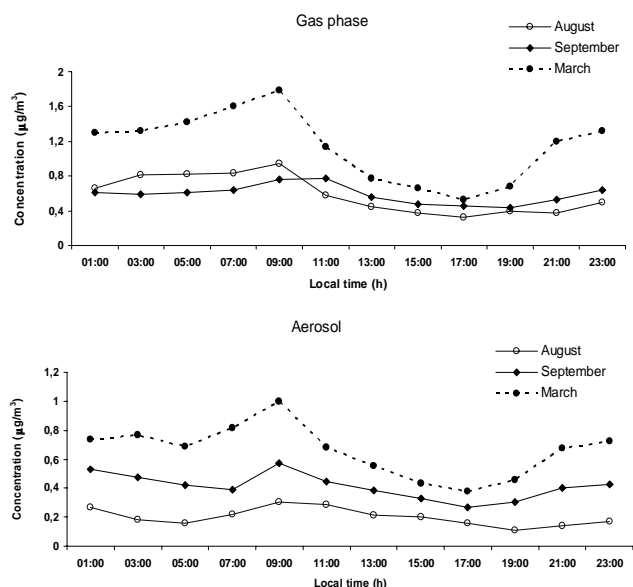 Gas phase
August
September
March
Concentration (µg/m³)
2
1,6
1,2
0,8
0,4
0
01:00 03:00 05:00 07:00 09:00 11:00 13:00 15:00 17:00 19:00 21:00 23:00
Local time (h)
Aerosol
August
September
March
Concentration (µg/m³)
1,2
1
0,8
0,6
0,4
0,2
0
01:00 03:00 05:00 07:00 09:00 11:00 13:00 15:00 17:00 19:00 21:00 23:00
Local time (h)